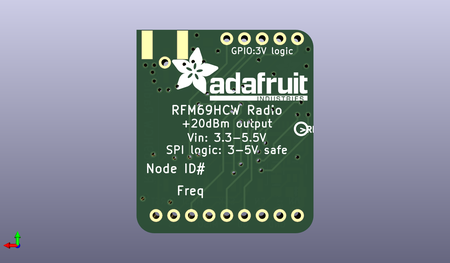 GPIO:3V logic
adafruit
INDUSTRIES
RFM69HCW Radio
+20dBm output
Vin: 3.3-5.5V
SPI logic: 3-5V safe
Node ID#
Freq